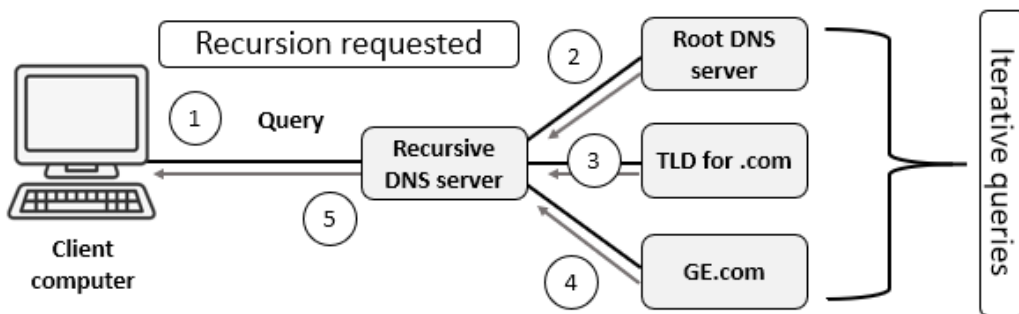 Recursion requested
1
Query
Recursive
DNS server
5
Client
computer
2
Root DNS
server
3
TLD for .com
4
GE.com
Iterative queries